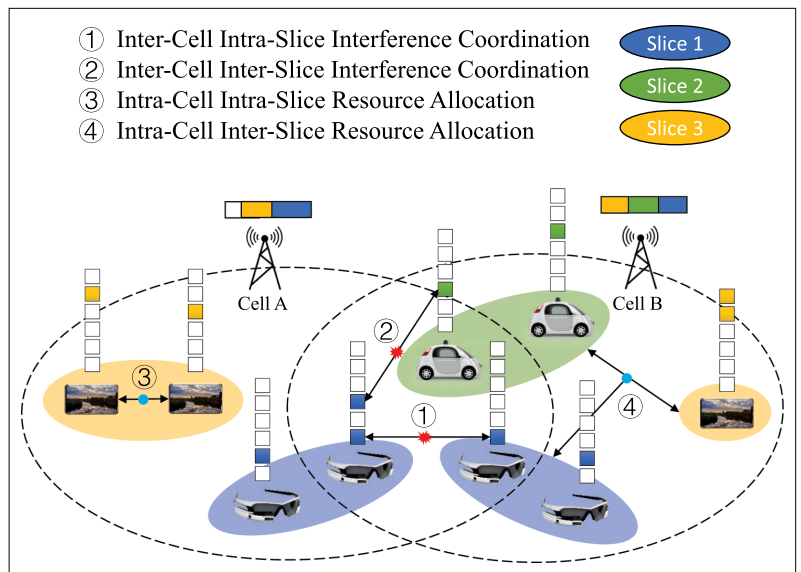 ① Inter-Cell Intra-Slice Interference Coordination
② Inter-Cell Inter-Slice Interference Coordination
③ Intra-Cell Intra-Slice Resource Allocation
④ Intra-Cell Inter-Slice Resource Allocation
Slice 1
Slice 2
Slice 3
Cell A
Cell B
②
③
①
④